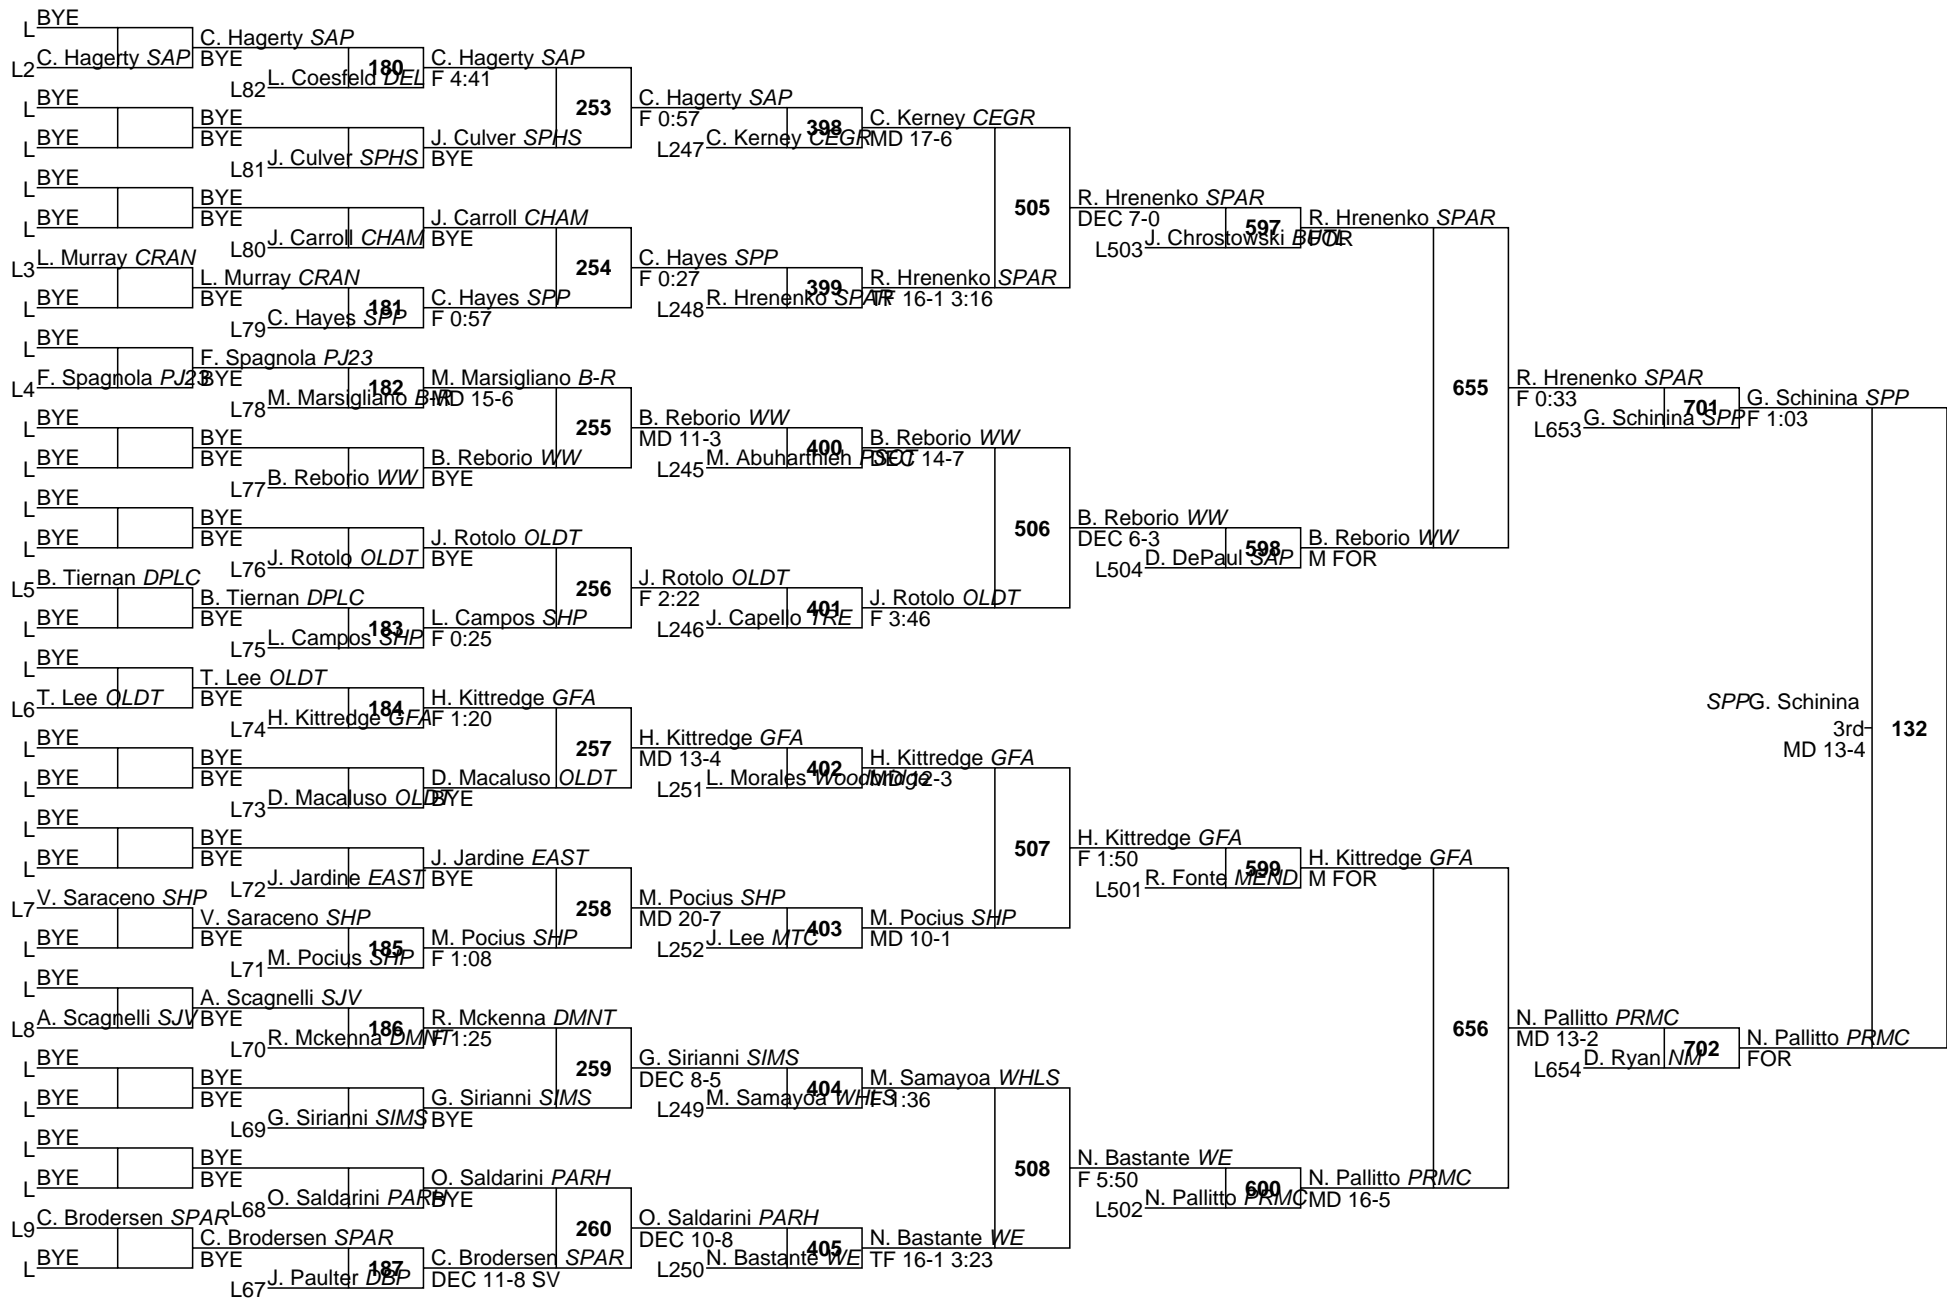 L BYE
L2 C. Hagerty SAP
L BYE
L BYE
L BYE
L BYE
L3 L. Murray CRAN
L BYE
L BYE
L4 F. Spagnola PJ23
L BYE
L BYE
L BYE
L BYE
L5 B. Tiernan DPLC
L BYE
L BYE
L6 T. Lee OLDT
L BYE
L BYE
L BYE
L BYE
L7 V. Saraceno SHP
L BYE
L BYE
L8 A. Scagnelli SJV
L BYE
L BYE
L BYE
L BYE
L9 C. Brodersen SPAR
L BYE
C. Hagerty SAP
BYE
180
L82 L. Coesfeld DEL
BYE
BYE
L81 J. Culver SPHS
BYE
BYE
L80 J. Carroll CHAM
L. Murray CRAN
BYE
181
L79 C. Hayes SPP
F. Spagnola PJ23
BYE
182
L78 M. Marsigliano B-R
BYE
BYE
L77 B. Reborio WW
BYE
BYE
L76 J. Rotolo OLDT
B. Tiernan DPLC
BYE
183
L75 L. Campos SHP
T. Lee OLDT
BYE
184
L74 H. Kittredge GFA
BYE
BYE
L73 D. Macaluso OLDT
BYE
BYE
L72 J. Jardine EAST
V. Saraceno SHP
BYE
185
L71 M. Pocius SHP
A. Scagnelli SJV
BYE
186
L70 R. Mckenna DMNT
BYE
BYE
L69 G. Sirianni SIMS
BYE
BYE
L68 O. Saldarini PARH
C. Brodersen SPAR
BYE
187
L67 J. Paulter DBP
C. Hagerty SAP
F 4:41
253
J. Culver SPHS
BYE
J. Carroll CHAM
BYE
254
C. Hayes SPP
F 0:57
M. Marsigliano B-R
MD 15-6
255
B. Reborio WW
BYE
J. Rotolo OLDT
BYE
256
L. Campos SHP
F 0:25
H. Kittredge GFA
F 1:20
257
D. Macaluso OLDT
BYE
J. Jardine EAST
BYE
258
M. Pocius SHP
F 1:08
R. Mckenna DMNT
F 1:25
259
G. Sirianni SIMS
BYE
O. Saldarini PARH
BYE
260
C. Brodersen SPAR
DEC 11-8 SV
C. Hagerty SAP
F 0:57
398
L247 C. Kerney CEGR
C. Hayes SPP
F 0:27
399
L248 R. Hrenenko SPAR
B. Reborio WW
MD 11-3
400
L245 M. Abuharthieh PSCT
J. Rotolo OLDT
F 2:22
401
L246 J. Capello TRE
H. Kittredge GFA
MD 13-4
402
L251 L. Morales Woodbridge
M. Pocius SHP
MD 20-7
403
L252 J. Lee MTC
G. Sirianni SIMS
DEC 8-5
404
L249 M. Samayoa WHLS
O. Saldarini PARH
DEC 10-8
405
L250 N. Bastante WE
C. Kerney CEGR
MD 17-6
505
R. Hrenenko SPAR
TF 16-1 3:16
B. Reborio WW
DEC 14-7
506
J. Rotolo OLDT
F 3:46
H. Kittredge GFA
MD 12-3
507
M. Pocius SHP
MD 10-1
M. Samayoa WHLS
F 1:36
508
N. Bastante WE
TF 16-1 3:23
R. Hrenenko SPAR
DEC 7-0
597
L503 J. Chrostowski BUTL
B. Reborio WW
DEC 6-3
598
L504 D. DePaul SAP
H. Kittredge GFA
F 1:50
599
L501 R. Fonte MEND
N. Bastante WE
F 5:50
600
L502 N. Pallitto PRMC
R. Hrenenko SPAR
FOR
655
B. Reborio WW
M FOR
H. Kittredge GFA
M FOR
656
N. Pallitto PRMC
MD 16-5
R. Hrenenko SPAR
F 0:33
701
L653 G. Schinina SPP
N. Pallitto PRMC
MD 13-2
702
L654 D. Ryan NM
G. Schinina SPP
F 1:03
SPPG. Schinina
3rd
MD 13-4
132
N. Pallitto PRMC
FOR